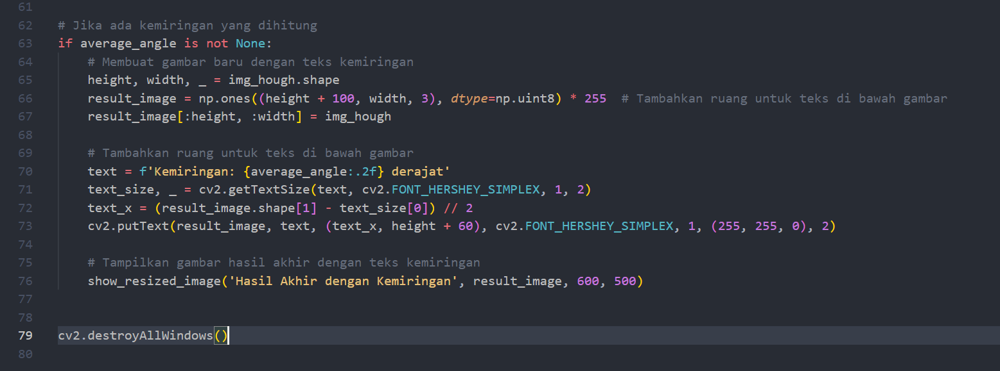 61
62 # Jika ada kemiringan yang dihitung
63 if average_angle is not None:
64     # Membuat gambar baru dengan teks kemiringan
65     height, width, _ = img_hough.shape
66     result_image = np.ones((height + 100, width, 3), dtype=np.uint8) * 255  # Tambahkan ruang untuk teks di bawah gambar
67     result_image[:height, :width] = img_hough
68
69     # Tambahkan ruang untuk teks di bawah gambar
70     text = f'Kemiringan: {average_angle:.2f} derajat'
71     text_size, _ = cv2.getTextSize(text, cv2.FONT_HERSHEY_SIMPLEX, 1, 2)
72     text_x = (result_image.shape[1] - text_size[0]) // 2
73     cv2.putText(result_image, text, (text_x, height + 60), cv2.FONT_HERSHEY_SIMPLEX, 1, (255, 255, 0), 2)
74
75     # Tampilkan gambar hasil akhir dengan teks kemiringan
76     show_resized_image('Hasil Akhir dengan Kemiringan', result_image, 600, 500)
77
78
79 cv2.destroyAllWindows()
80